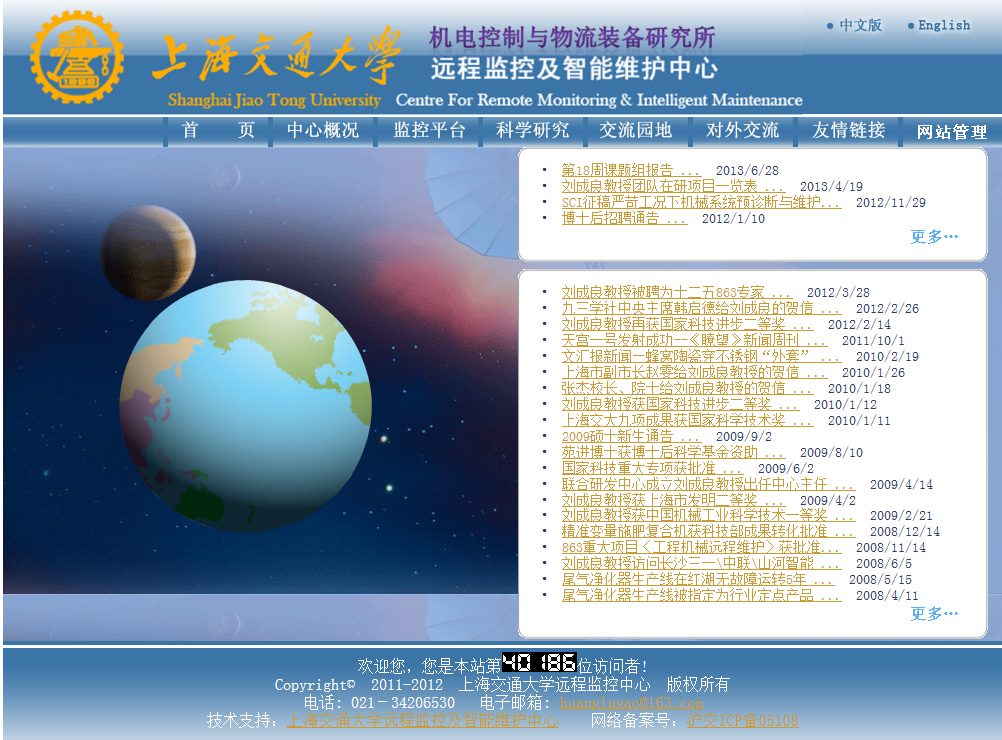 中文版 English
上海交通大学
机电控制与物流装备研究所
远程监控及智能维护中心
Shanghai Jiao Tong University Centre For Remote Monitoring & Intelligent Maintenance
首 页 中心概况 监控平台 科学研究 交流园地 对外交流 友情链接 网站管理
第18周课题组报告 ... 2013/6/28
刘成良教授团队在研项目一览表 ... 2013/4/19
SCI征稿严苛工况下机械系统预诊断与维护... 2012/11/29
博士后招聘通告 ... 2012/1/10
更多…
刘成良教授被聘为十二五863专家 ... 2012/3/28
九三学社中央主席韩启德给刘成良的贺信 ... 2012/2/26
刘成良教授再获国家科技进步二等奖 ... 2012/2/14
天宫一号发射成功--《瞭望》新闻周刊 ... 2011/10/1
文汇报新闻—蜂窝陶瓷穿不锈钢“外套” ... 2010/2/19
上海市副市长赵雯给刘成良教授的贺信 ... 2010/1/26
张杰校长、院士给刘成良教授的贺信 ... 2010/1/18
刘成良教授获国家科技进步二等奖 ... 2010/1/12
上海交大九项成果获国家科学技术奖 ... 2010/1/11
2009硕士新生通告 ... 2009/9/2
苑进博士获博士后科学基金资助 ... 2009/8/10
国家科技重大专项获批准 ... 2009/6/2
联合研发中心成立刘成良教授出任中心主任 ... 2009/4/14
刘成良教授获上海市发明二等奖 ... 2009/4/2
刘成良教授获中国机械工业科学技术一等奖 ... 2009/2/21
精准变量施肥复合机获科技部成果转化批准 ... 2008/12/14
863重大项目〈工程机械远程维护〉获批准... 2008/11/14
刘成良教授访问长沙三一\中联\山河智能 ... 2008/6/5
尾气净化器生产线在红湖无故障运转5年 ... 2008/5/15
尾气净化器生产线被指定为行业定点产品 ... 2008/4/11
更多…
欢迎您，您是本站第40186位访问者!
Copyright© 2011-2012 上海交通大学远程监控中心 版权所有
电话: 021－34206530 电子邮箱: huangyixao@163.com
技术支持: 上海交通大学远程监控及智能维护中心 网络备案号: 沪交ICP备05108